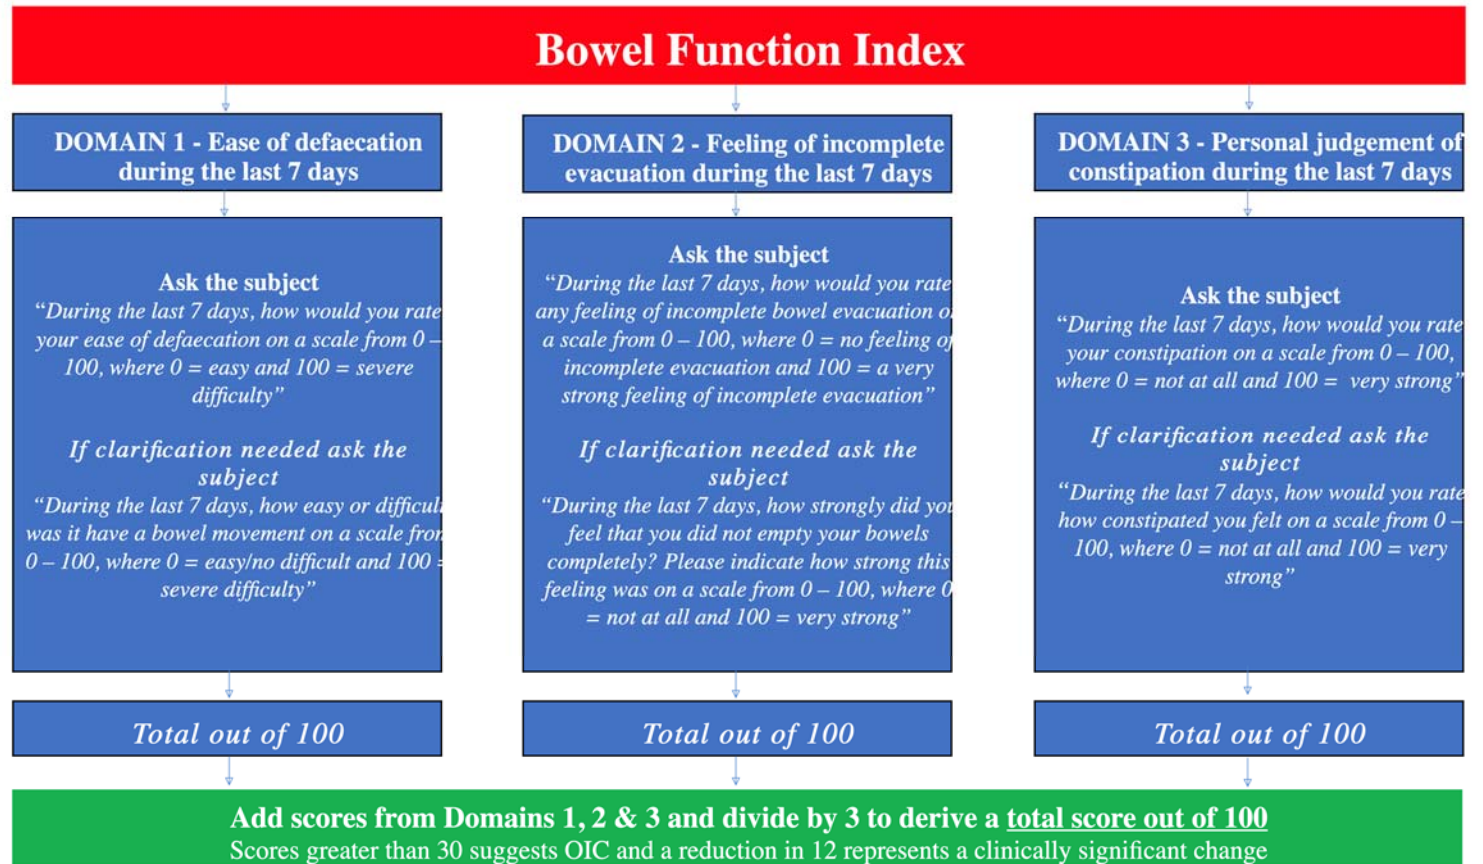 Bowel Function Index
DOMAIN 1 - Ease of defaecation
during the last 7 days
Ask the subject
“During the last 7 days, how would you rate
your ease of defaecation on a scale from 0 –
100, where 0 = easy and 100 = severe
difficulty”
If clarification needed ask the
subject
“During the last 7 days, how easy or difficul
was it have a bowel movement on a scale from
0 – 100, where 0 = easy/no difficult and 100 =
severe difficulty”
Total out of 100
DOMAIN 2 - Feeling of incomplete
evacuation during the last 7 days
Ask the subject
“During the last 7 days, how would you rate
any feeling of incomplete bowel evacuation o
a scale from 0 – 100, where 0 = no feeling of
incomplete evacuation and 100 = a very
strong feeling of incomplete evacuation”
If clarification needed ask the
subject
“During the last 7 days, how strongly did you
feel that you did not empty your bowels
completely? Please indicate how strong this
feeling was on a scale from 0 – 100, where 0
= not at all and 100 = very strong”
Total out of 100
DOMAIN 3 - Personal judgement of
constipation during the last 7 days
Ask the subject
“During the last 7 days, how would you rate
your constipation on a scale from 0 – 100,
where 0 = not at all and 100 = very strong”
If clarification needed ask the
subject
“During the last 7 days, how would you rate
how constipated you felt on a scale from 0 –
100, where 0 = not at all and 100 = very
strong”
Total out of 100
Add scores from Domains 1, 2 & 3 and divide by 3 to derive a total score out of 100
Scores greater than 30 suggests OIC and a reduction in 12 represents a clinically significant change